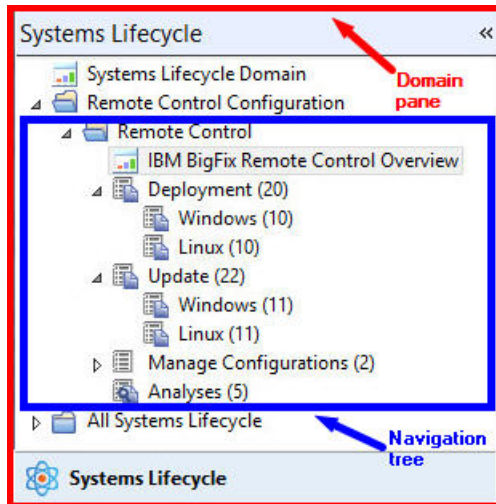 Systems Lifecycle «
Systems Lifecycle Domain
Domain
pane
Remote Control Configuration
Remote Control
IBM BigFix Remote Control Overview
Deployment (20)
Windows (10)
Linux (10)
Update (22)
Windows (11)
Linux (11)
Manage Configurations (2)
Analyses (5)
All Systems Lifecycle
Navigation
tree
Systems Lifecycle